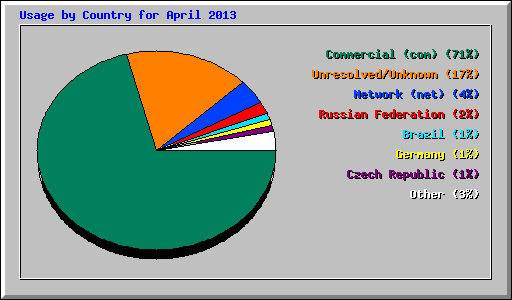 Usage by Country for April 2013
Commercial (com) (71%)
Unresolved/Unknown (17%)
Network (net) (4%)
Russian Federation (2%)
Brazil (1%)
Germany (1%)
Czech Republic (1%)
Other (3%)